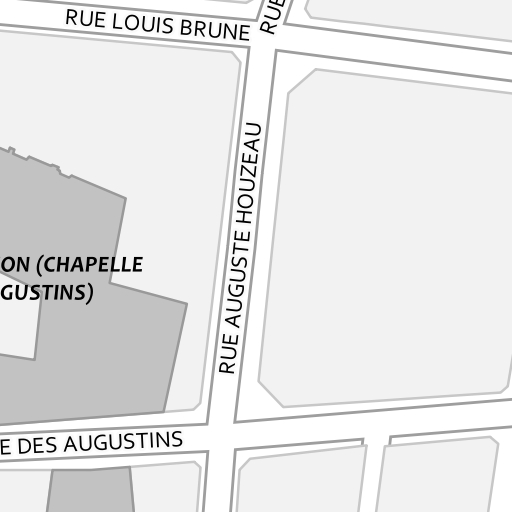 RUE LOUIS BRUNE
RUE
RUE AUGUSTE HOUZEAU
ON (CHAPELLE
GUSTINS)
E DES AUGUSTINS